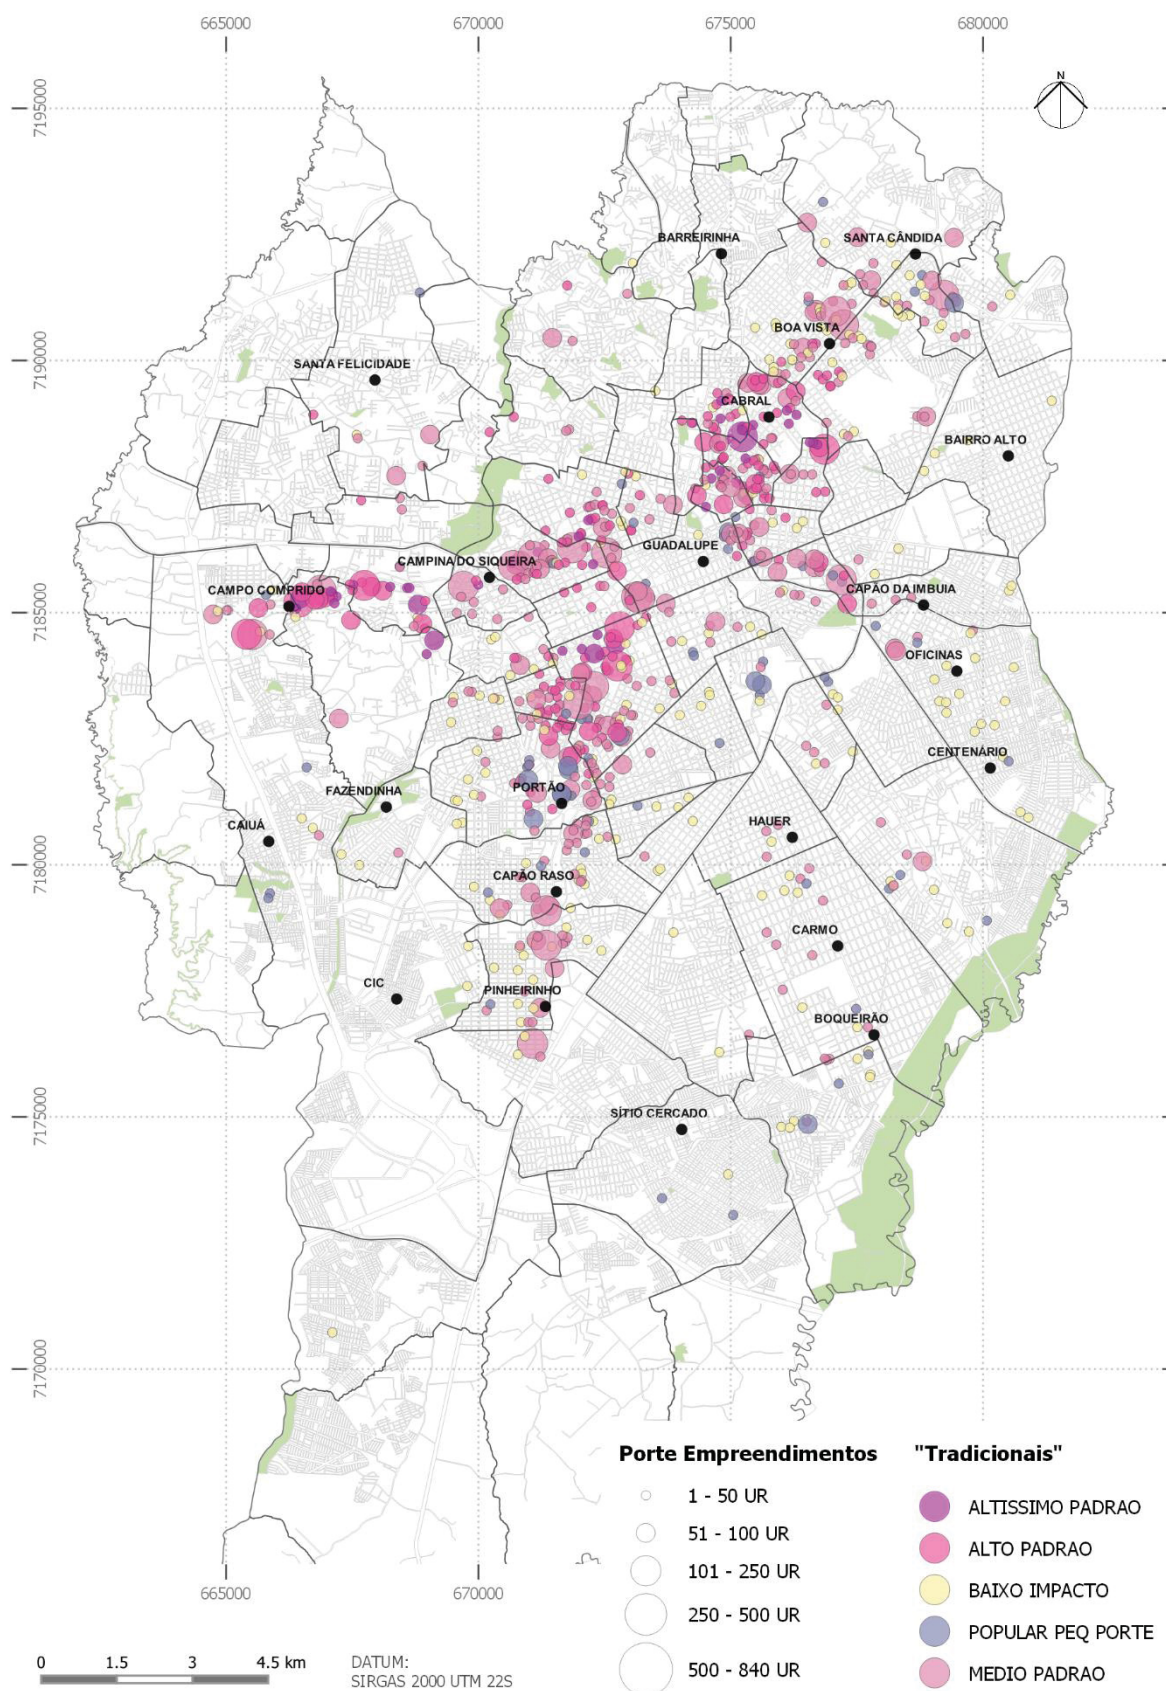 665000 670000 675000 680000
N
7195000
SANTA CÂNDIDA
BARREIRINHA
BOA VISTA
7190000
SANTA FELICIDADE
CABRAL
BAIRRO ALTO
GUADALUPE
CAMPINA DO SIQUEIRA
CAMPO COMPRIDO
CAPÃO DA IMBUIA
7185000
OFICINAS
CENTENÁRIO
FAZENDINHA
PORTÃO
CAIUÁ
HAUER
7180000
CAPÃO RASO
CARMO
CIC
PINHEIRINHO
BOQUEIRÃO
7175000
SÍTIO CERCADO
7170000
Porte Empreendimentos
1 - 50 UR
51 - 100 UR
101 - 250 UR
250 - 500 UR
500 - 840 UR
"Tradicionais"
ALTISSIMO PADRAO
ALTO PADRAO
BAIXO IMPACTO
POPULAR PEQ PORTE
MEDIO PADRAO
665000 670000
0 1.5 3 4.5 km
DATUM:
SIRGAS 2000 UTM 22S